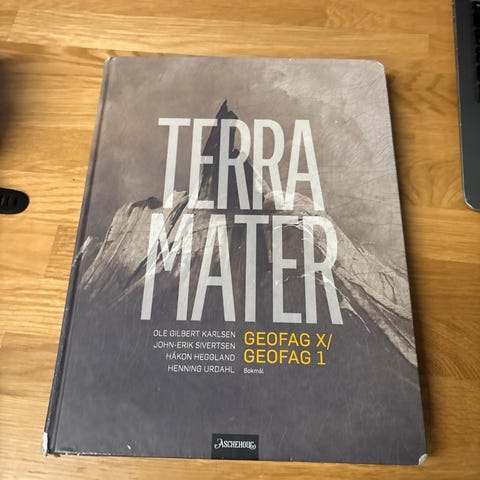 TERRA
MATER
OLE GILBERT KARLSEN
JOHN-ERIK SIVERTSEN
HÅKON HEGGLAND
HENNING URDAHL
GEOFAG X/
GEOFAG 1
Bokmål
ASCHEHOUG